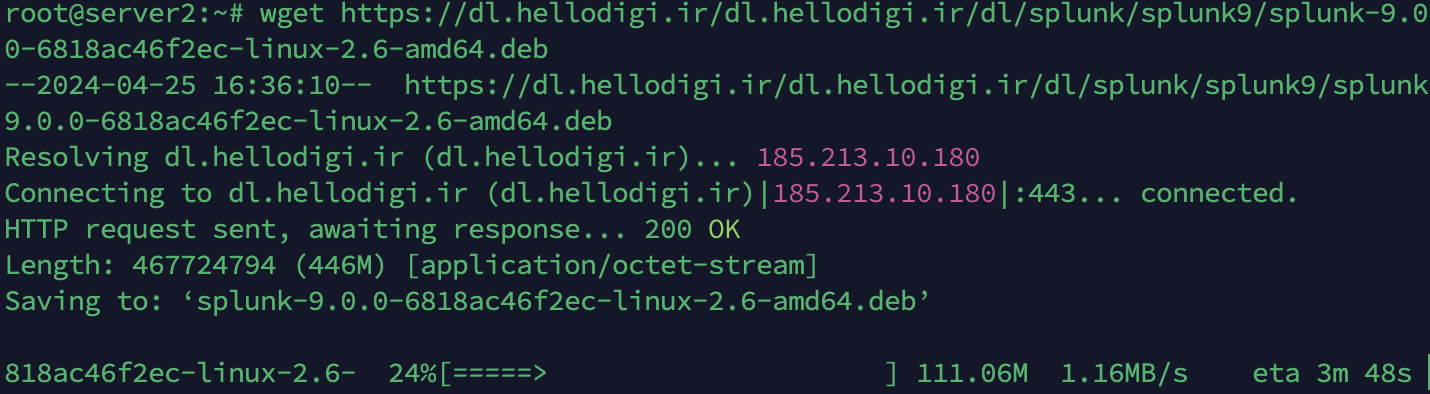 root@server2:~# wget https://dl.hellodigi.ir/dl.hellodigi.ir/dl/splunk/splunk9/splunk-9.0
0-6818ac46f2ec-linux-2.6-amd64.deb
--2024-04-25 16:36:10--  https://dl.hellodigi.ir/dl.hellodigi.ir/dl/splunk/splunk9/splunk
9.0.0-6818ac46f2ec-linux-2.6-amd64.deb
Resolving dl.hellodigi.ir (dl.hellodigi.ir)... 185.213.10.180
Connecting to dl.hellodigi.ir (dl.hellodigi.ir)|185.213.10.180|:443... connected.
HTTP request sent, awaiting response... 200 OK
Length: 467724794 (446M) [application/octet-stream]
Saving to: ‘splunk-9.0.0-6818ac46f2ec-linux-2.6-amd64.deb’
818ac46f2ec-linux-2.6-  24%[=====>                     ] 111.06M  1.16MB/s    eta 3m 48s